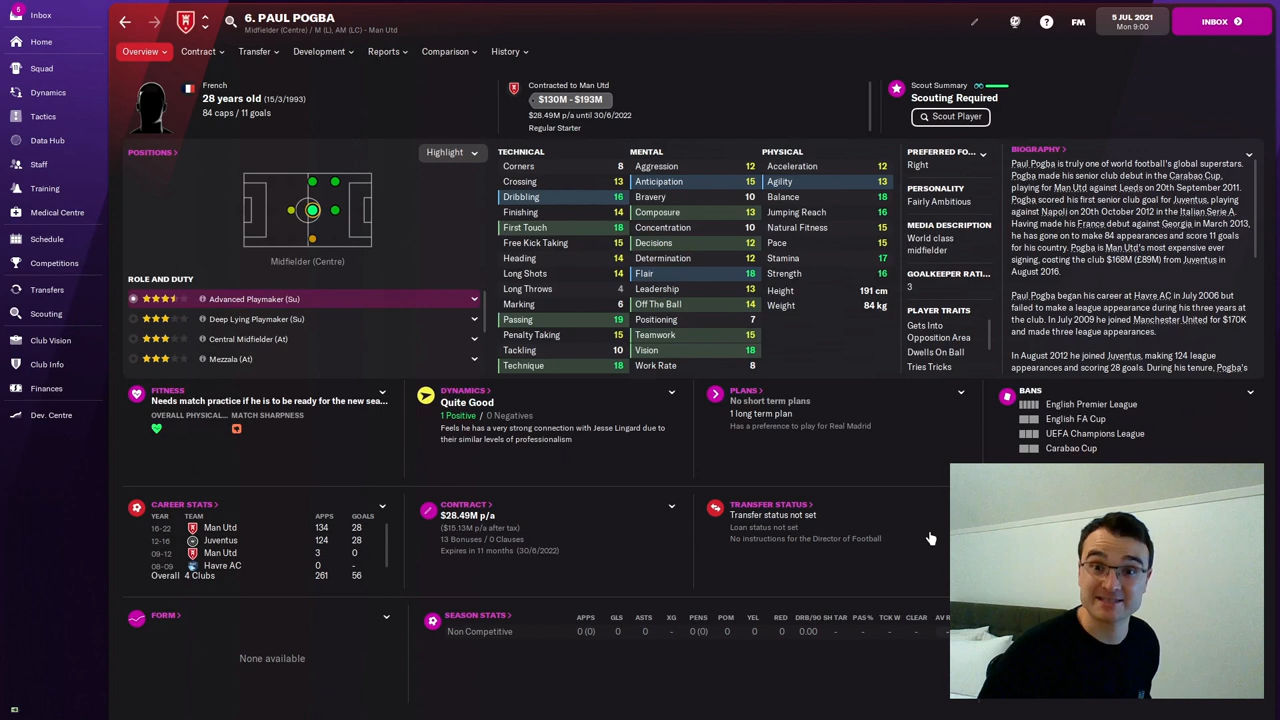 5
Inbox
Home
Squad
Dynamics
Tactics
Data Hub
Staff
Training
Medical Centre
Schedule
Competitions
Transfers
Scouting
Club Vision
Club Info
Finances
Dev. Centre
6. PAUL POGBA
Midfielder (Centre) / M (L), AM (LC) - Man Utd
?
FM
5 JUL 2021
Mon 9:00
INBOX
Overview
Contract
Transfer
Development
Reports
Comparison
History
French
28 years old (15/3/1993)
84 caps / 11 goals
Contracted to Man Utd
$130M - $193M
$28.49M p/a until 30/6/2022
Regular Starter
Scout Summary
Scouting Required
Scout Player
POSITIONS
Highlight
Midfielder (Centre)
ROLE AND DUTY
Advanced Playmaker (Su)
Deep Lying Playmaker (Su)
Central Midfielder (At)
Mezzala (At)
TECHNICAL
Corners 8
Crossing 13
Dribbling 16
Finishing 14
First Touch 18
Free Kick Taking 15
Heading 14
Long Shots 14
Long Throws 4
Marking 6
Passing 19
Penalty Taking 15
Tackling 10
Technique 18
MENTAL
Aggression 12
Anticipation 15
Bravery 10
Composure 13
Concentration 10
Decisions 12
Determination 12
Flair 18
Leadership 13
Off The Ball 14
Positioning 7
Teamwork 15
Vision 18
Work Rate 8
PHYSICAL
Acceleration 12
Agility 13
Balance 18
Jumping Reach 16
Natural Fitness 15
Pace 15
Stamina 17
Strength 16
Height 191 cm
Weight 84 kg
PREFERRED FO...
Right
PERSONALITY
Fairly Ambitious
MEDIA DESCRIPTION
World class
midfielder
GOALKEEPER RATI...
3
PLAYER TRAITS
Gets Into
Opposition Area
Dwells On Ball
Tries Tricks
BIOGRAPHY
Paul Pogba is truly one of world football's global superstars.
Pogba made his senior club debut in the Carabao Cup,
playing for Man Utd against Leeds on 20th September 2011.
Pogba scored his first senior club goal for Juventus, playing
against Napoli on 20th October 2012 in the Italian Serie A.
Having made his France debut against Georgia in March 2013,
he has gone on to make 84 appearances and score 11 goals
for his country. Pogba is Man Utd's most expensive ever
signing, costing the club $168M (£89M) from Juventus in
August 2016.
Paul Pogba began his career at Havre AC in July 2006 but
failed to make a league appearance during his three years at
the club. In July 2009 he joined Manchester United for $170K
and made three league appearances.
In August 2012 he joined Juventus, making 124 league
appearances and scoring 28 goals. During his tenure, Pogba's
FITNESS
Needs match practice if he is to be ready for the new sea...
OVERALL PHYSICAL... MATCH SHARPNESS
DYNAMICS
Quite Good
1 Positive / 0 Negatives
Feels he has a very strong connection with Jesse Lingard due to
their similar levels of professionalism
PLANS
No short term plans
1 long term plan
Has a preference to play for Real Madrid
BANS
English Premier League
English FA Cup
UEFA Champions League
Carabao Cup
CAREER STATS
YEAR TEAM APPS GOALS
16-22 Man Utd 134 28
12-16 Juventus 124 28
09-12 Man Utd 3 0
08-09 Havre AC 0 -
Overall 4 Clubs 261 56
CONTRACT
$28.49M p/a
($15.13M p/a after tax)
13 Bonuses / 0 Clauses
Expires in 11 months (30/6/2022)
TRANSFER STATUS
Transfer status not set
Loan status not set
No instructions for the Director of Football
FORM
None available
SEASON STATS APPS GLS ASTS XG PENS POM YEL RED DRB/90 SH TAR PAS % TCK W CLEAR AV R
Non Competitive 0 (0) 0 0 - 0 (0) 0 0 0 0.00 - - - - -